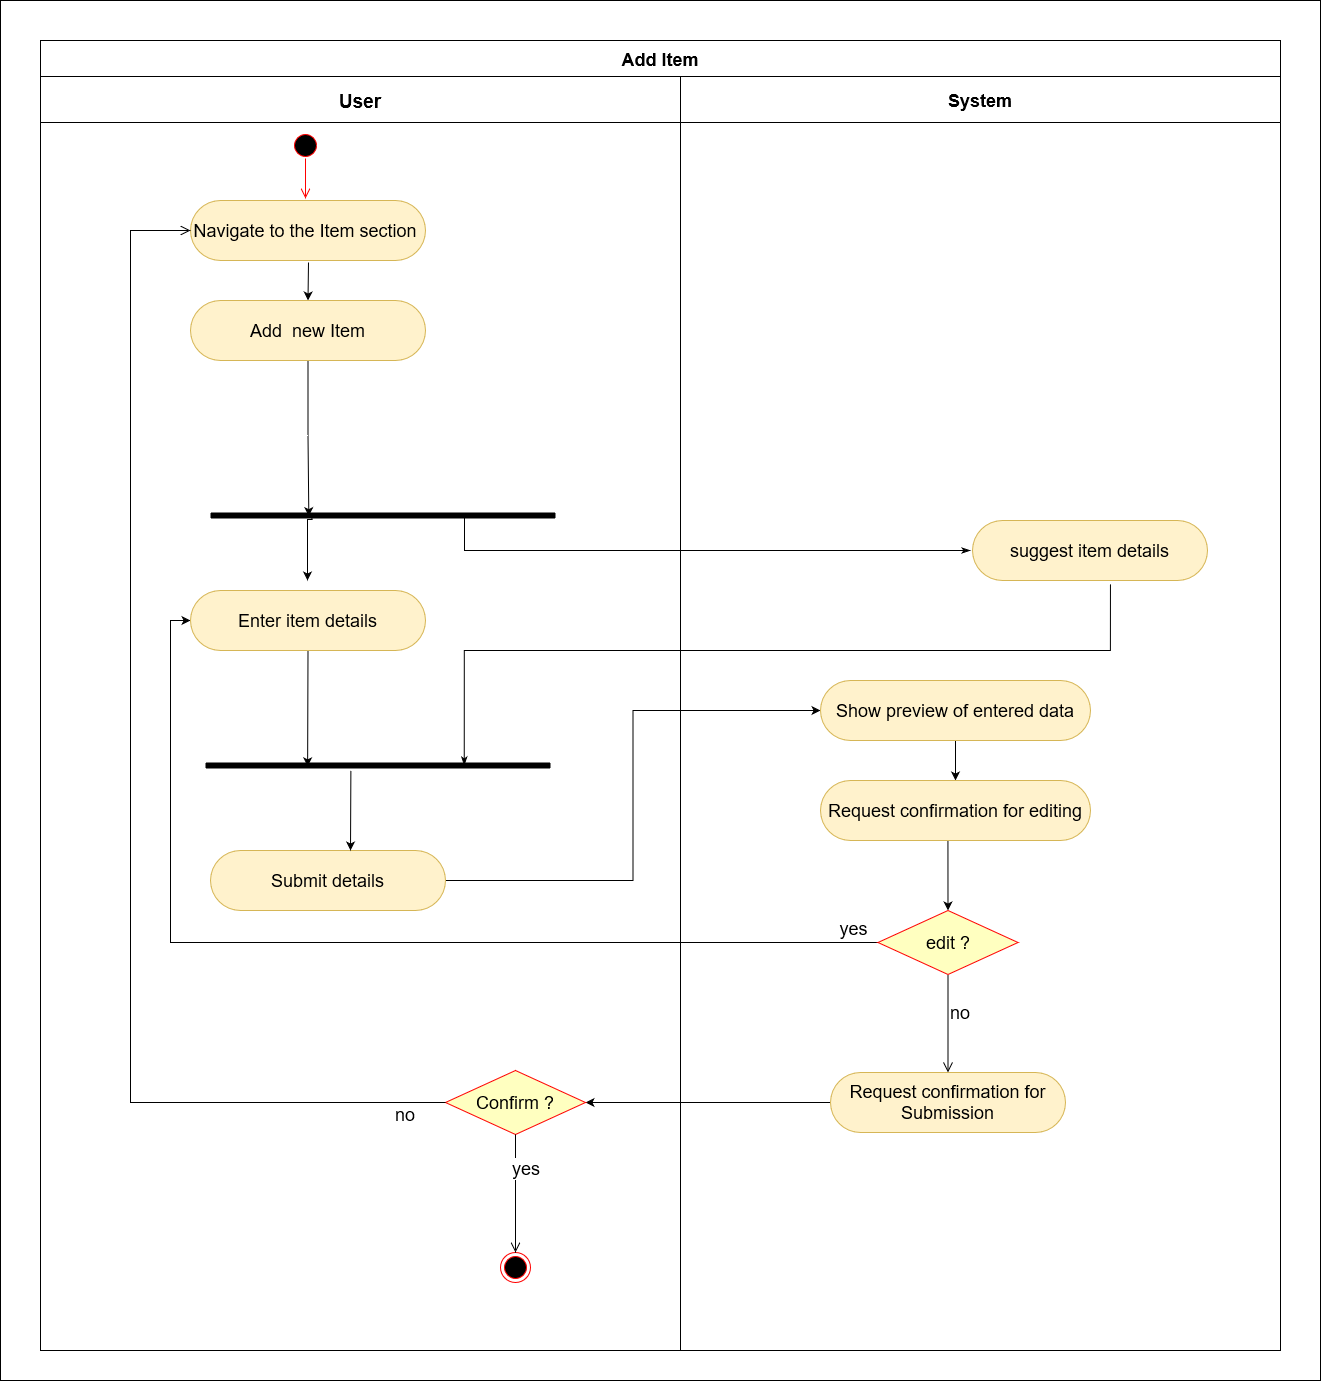 Add Item
User
System
Navigate to the Item section
Add  new Item
suggest item details
Enter item details
Show preview of entered data
Request confirmation for editing
Submit details
yes
edit ?
no
Request confirmation for
Submission
Confirm ?
no
yes